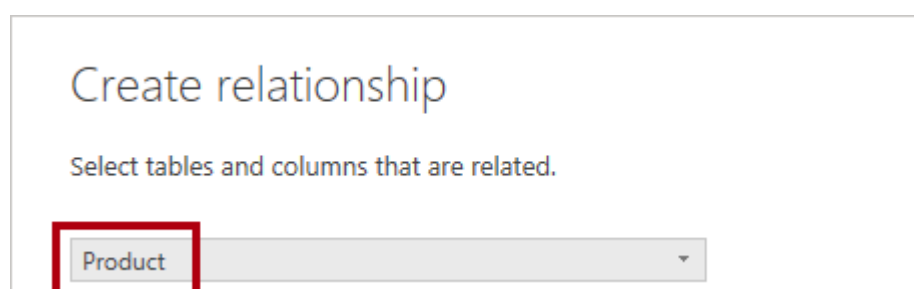 Create relationship
Select tables and columns that are related.
Product